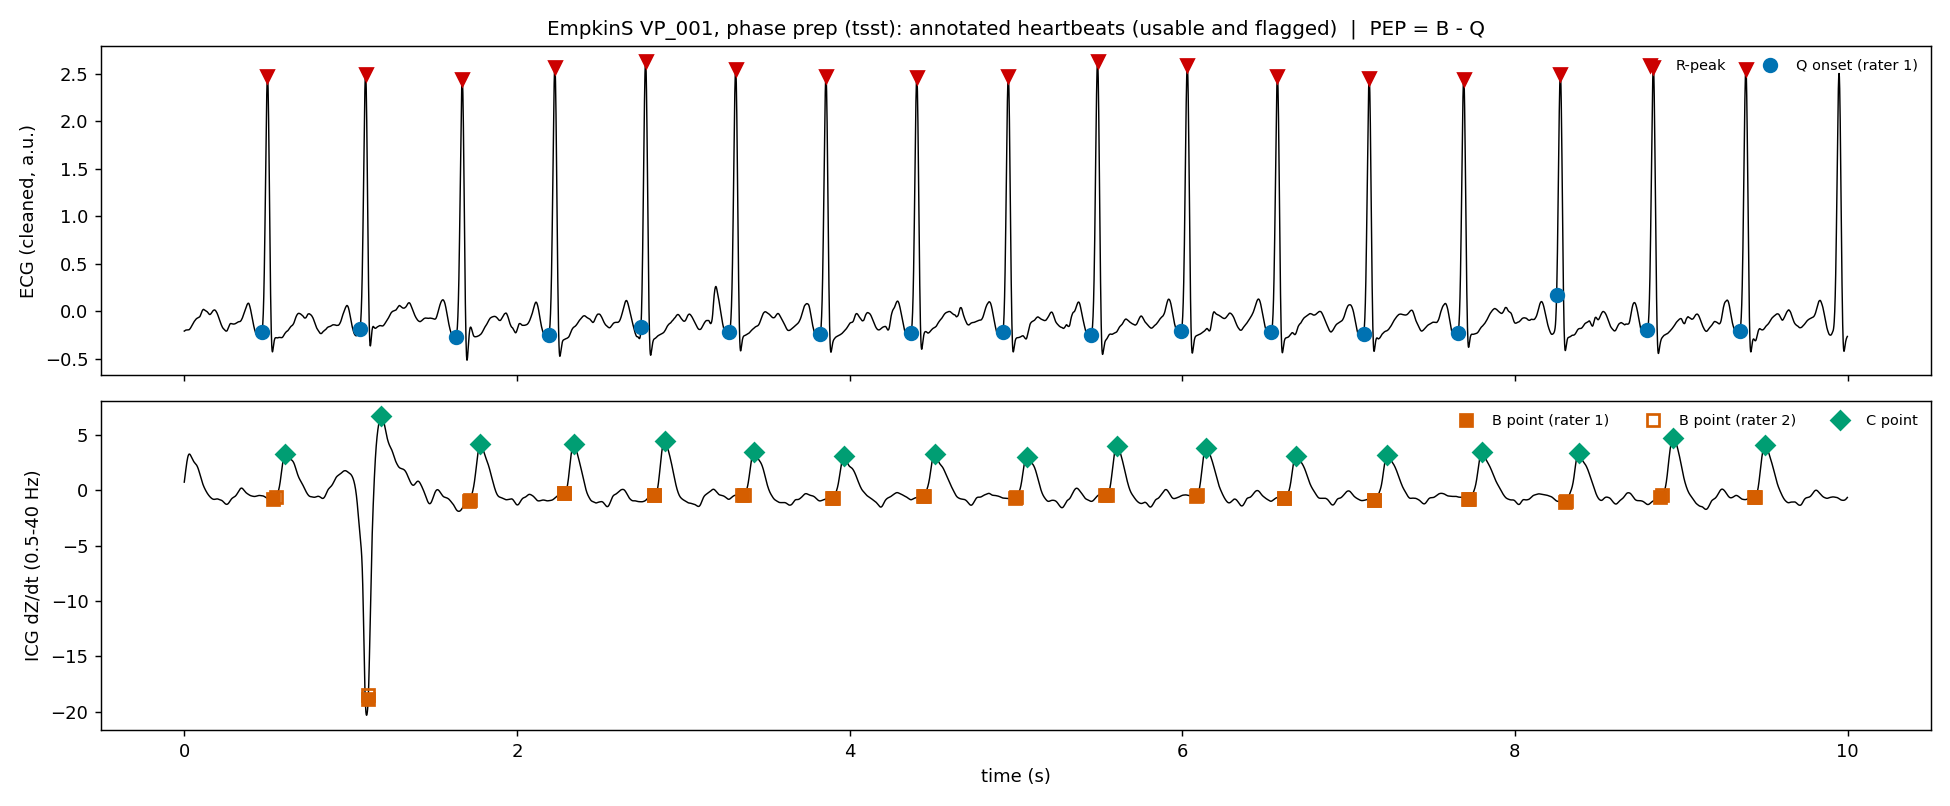 EmpkinS VP_001, phase prep (tsst): annotated heartbeats (usable and flagged)  |  PEP = B - Q
ECG (cleaned, a.u.)
2.5
2.0
1.5
1.0
0.5
0.0
−0.5
R-peak
Q onset (rater 1)
ICG dZ/dt (0.5-40 Hz)
5
0
−5
−10
−15
−20
B point (rater 1)
B point (rater 2)
C point
0
2
4
6
8
10
time (s)